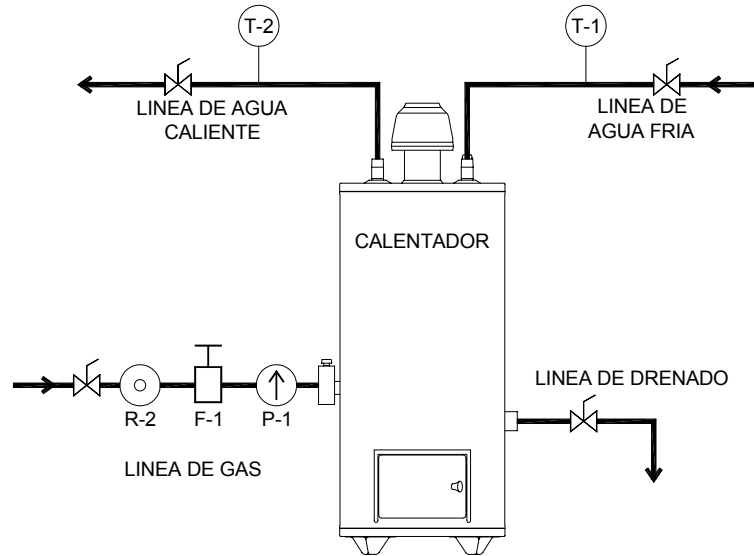 T-2
T-1
LINEA DE AGUA
CALIENTE
LINEA DE
AGUA FRIA
CALENTADOR
R-2
F-1
P-1
LINEA DE DRENADO
LINEA DE GAS